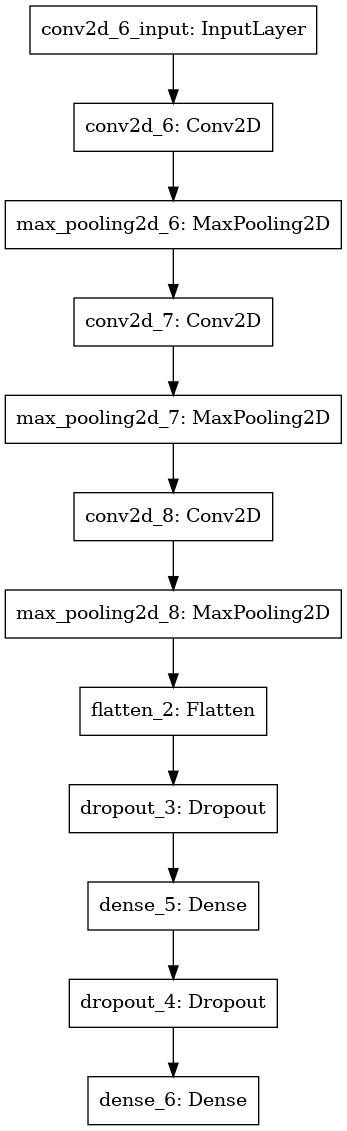 conv2d_6_input: InputLayer
conv2d_6: Conv2D
max_pooling2d_6: MaxPooling2D
conv2d_7: Conv2D
max_pooling2d_7: MaxPooling2D
conv2d_8: Conv2D
max_pooling2d_8: MaxPooling2D
flatten_2: Flatten
dropout_3: Dropout
dense_5: Dense
dropout_4: Dropout
dense_6: Dense